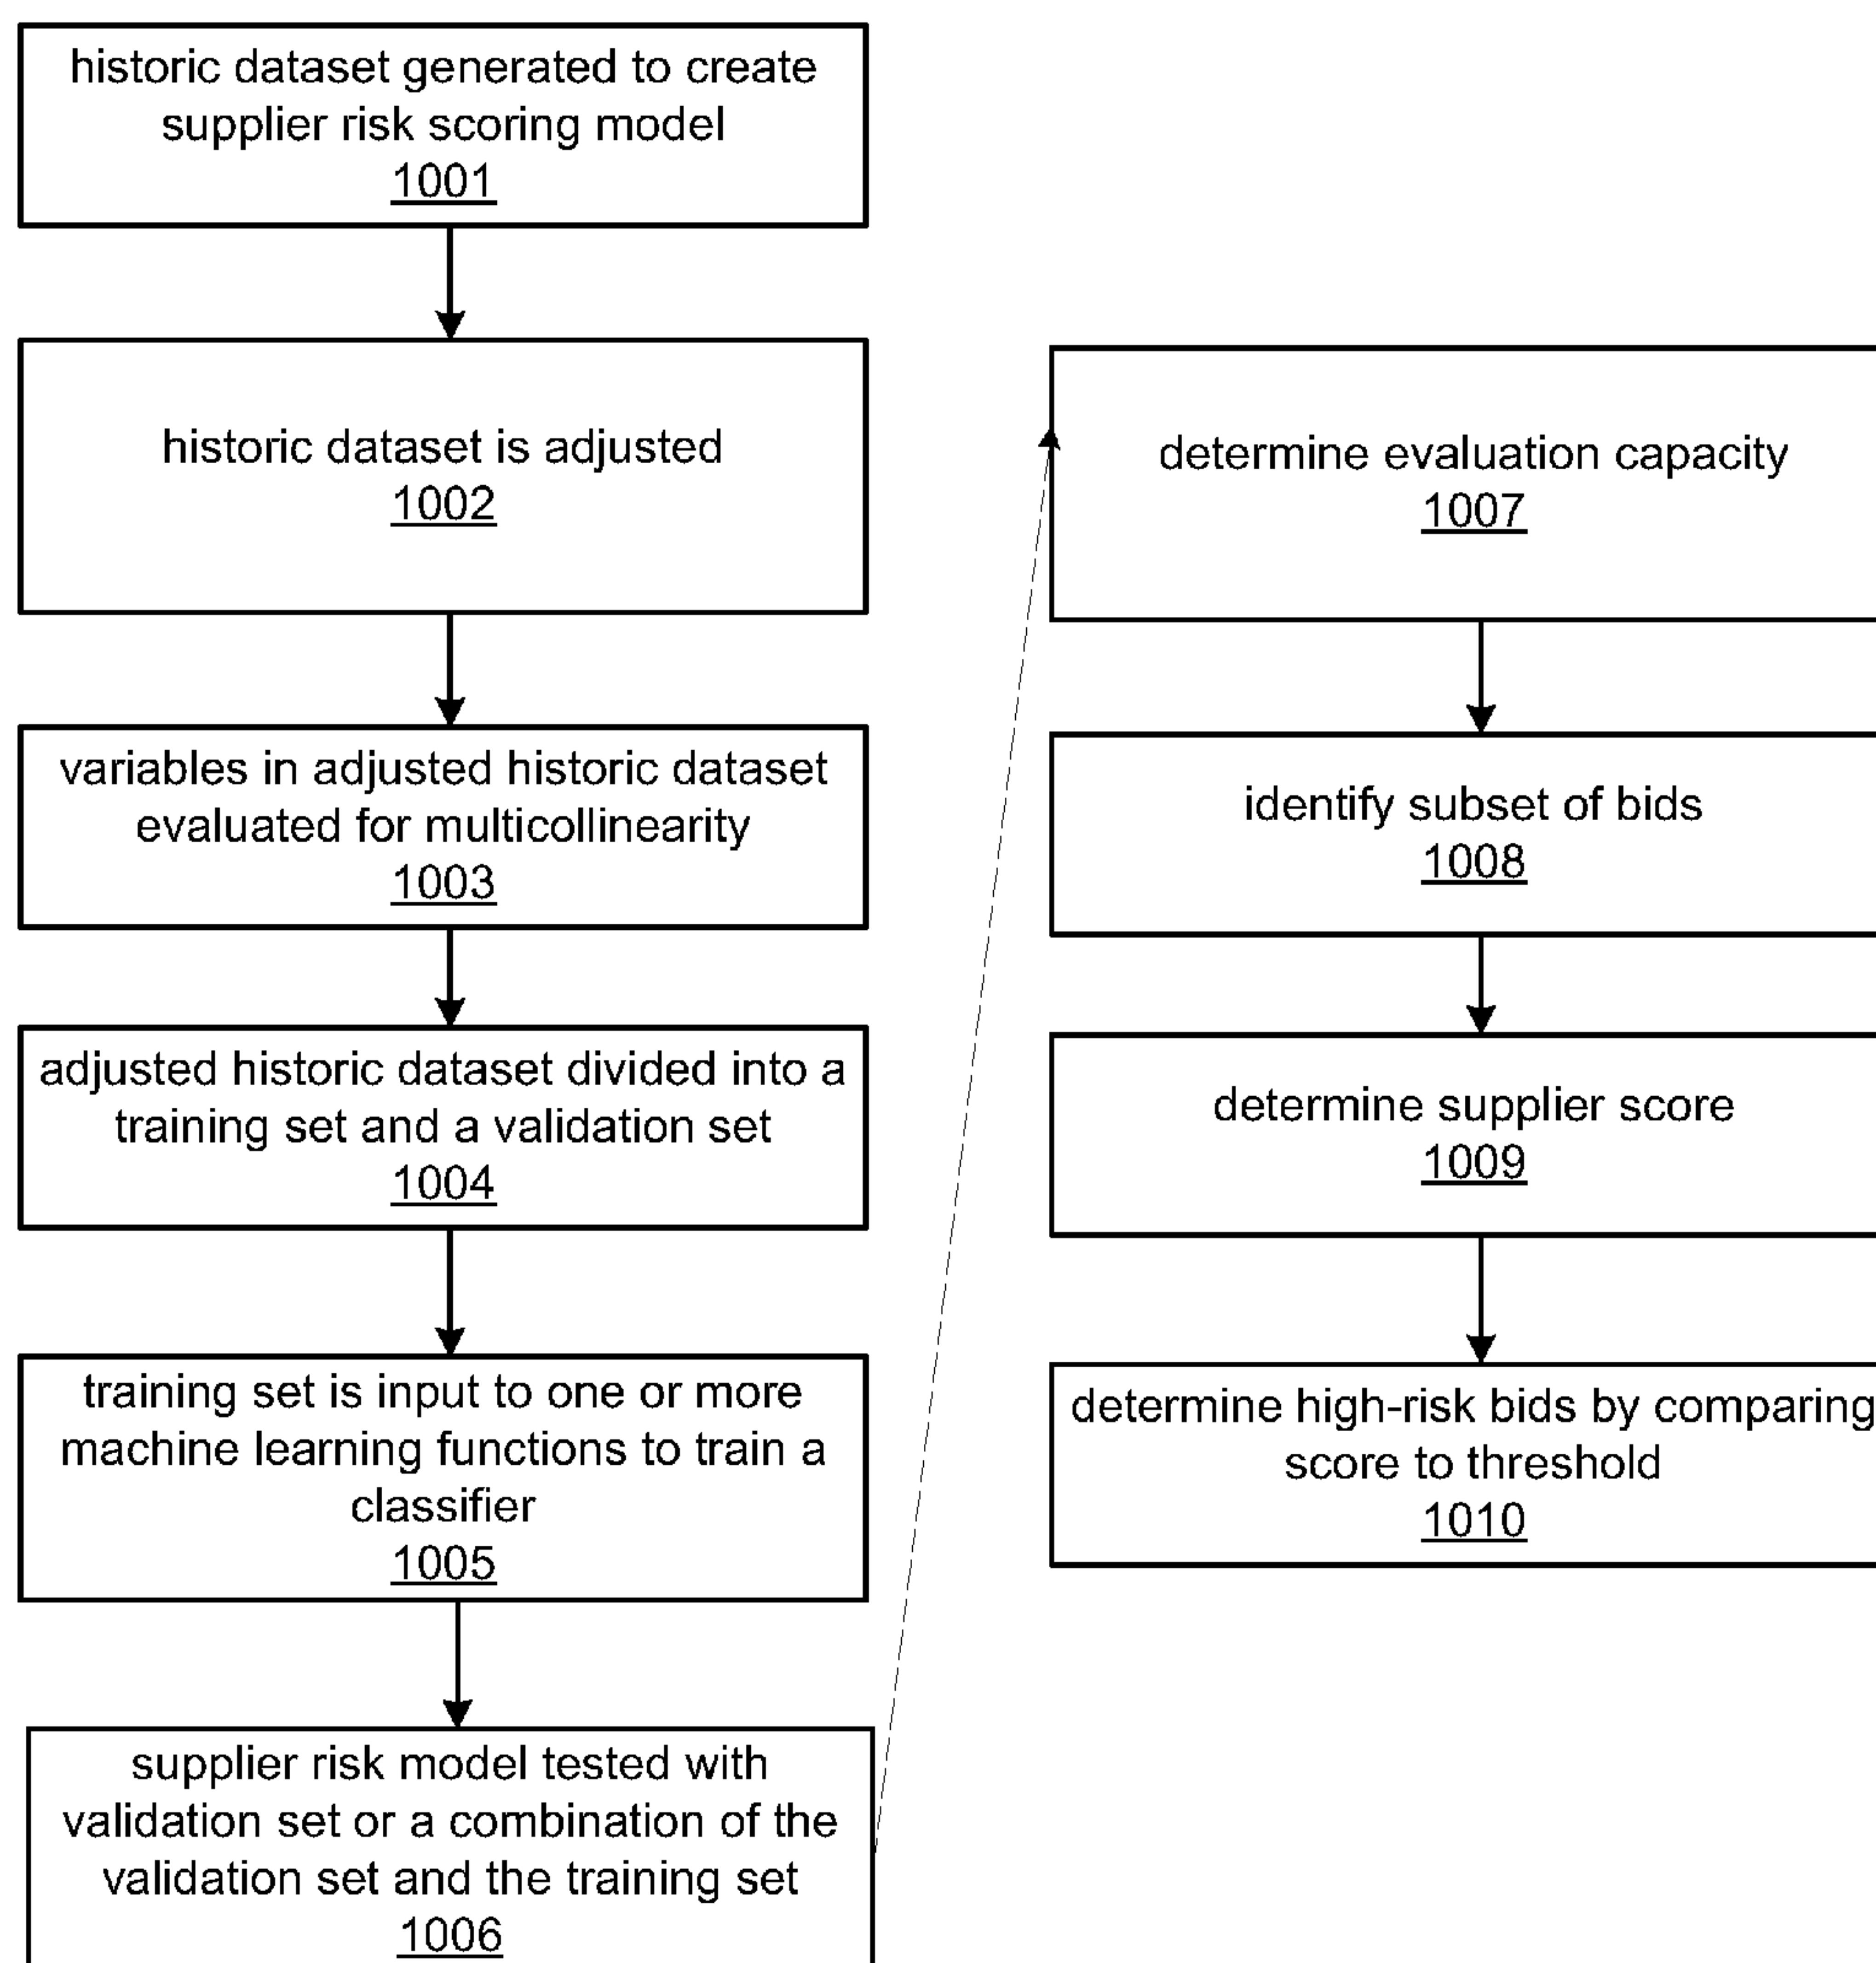 historic dataset generated to create
supplier risk scoring model
1001
historic dataset is adjusted
1002
variables in adjusted historic dataset
evaluated for multicollinearity
1003
adjusted historic dataset divided into a
training set and a validation set
1004
training set is input to one or more
machine learning functions to train a
classifier
1005
supplier risk model tested with
validation set or a combination of the
validation set and the training set
1006
determine evaluation capacity
1007
identify subset of bids
1008
determine supplier score
1009
determine high-risk bids by comparing
score to threshold
1010